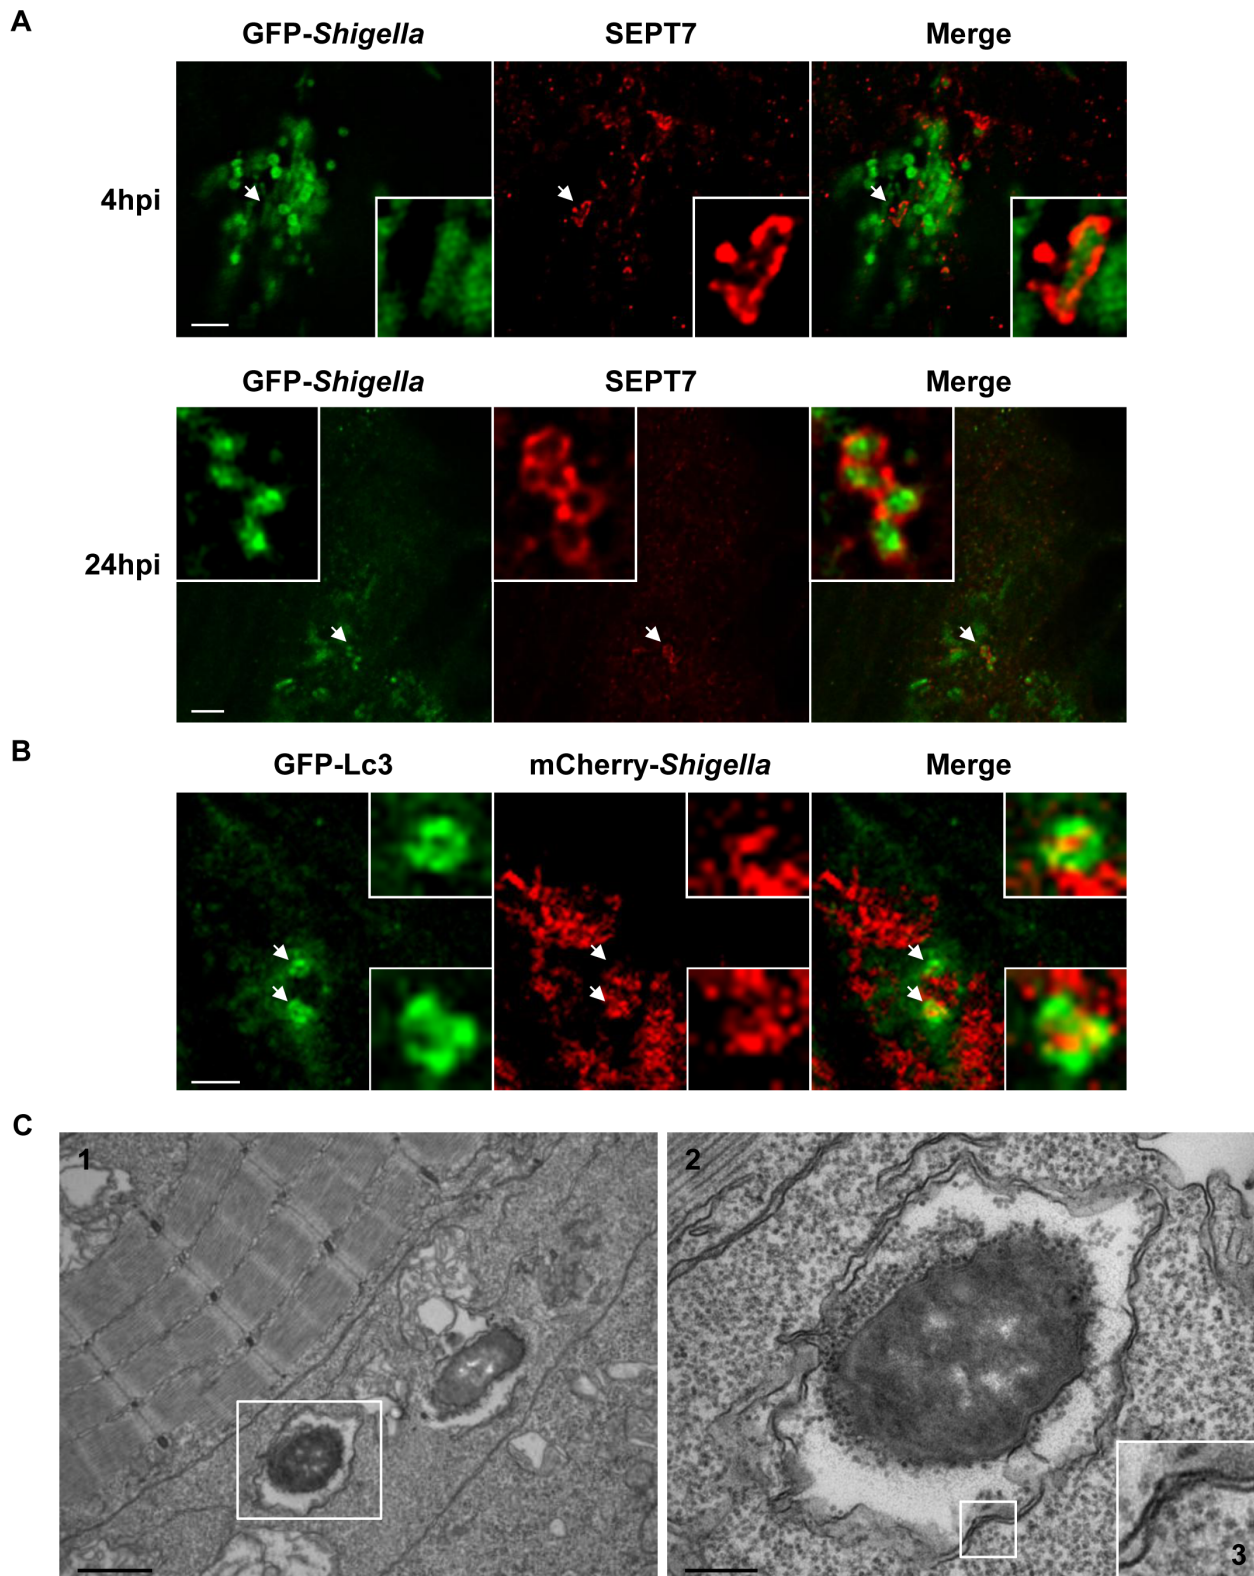 A
GFP-Shigella SEPT7 Merge
4hpi
GFP-Shigella SEPT7 Merge
24hpi
B
GFP-Lc3 mCherry-Shigella Merge
C
1 2
3